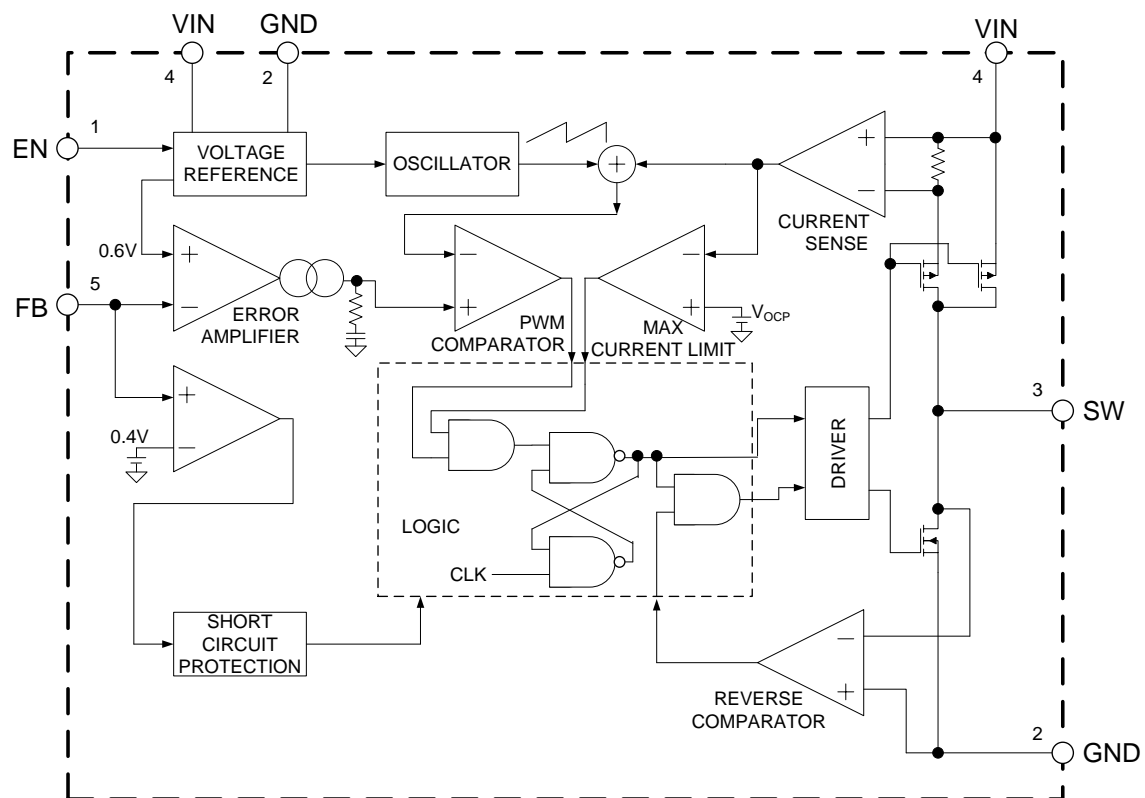 VIN
GND
VIN
4
2
4
EN
1
VOLTAGE
REFERENCE
OSCILLATOR
+
+
−
CURRENT
SENSE
0.6V
+
−
ERROR
AMPLIFIER
−
+
PWM
COMPARATOR
−
+
VOCP
MAX
CURRENT LIMIT
FB
5
+
−
0.4V
LOGIC
CLK
DRIVER
3
SW
SHORT
CIRCUIT
PROTECTION
−
+
REVERSE
COMPARATOR
2
GND